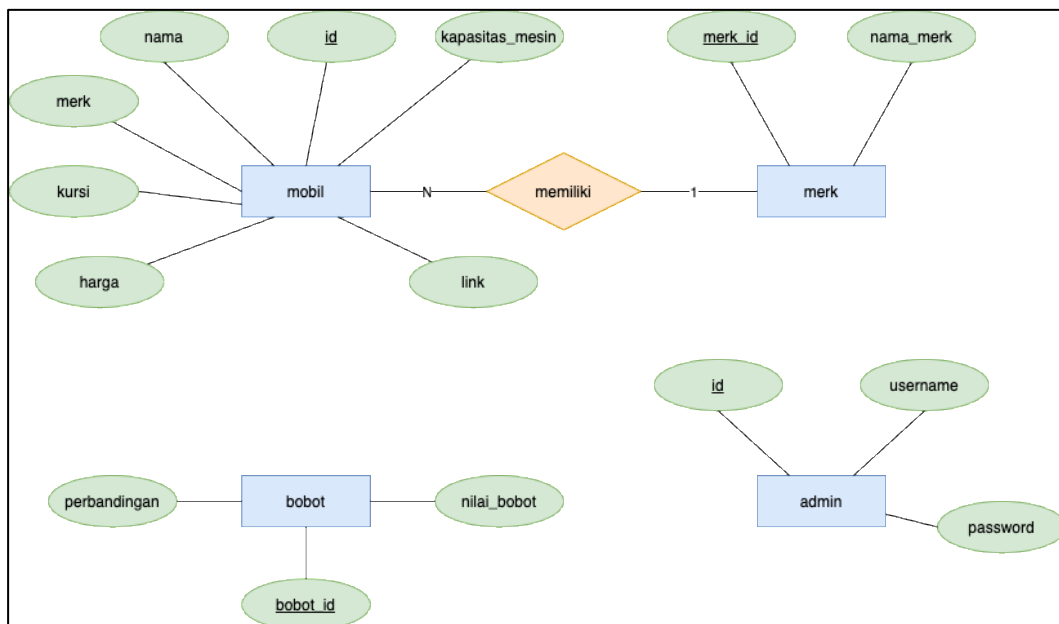 nama
id
kapasitas_mesin
merk_id
nama_merk
merk
kursi
mobil
N
memiliki
1
merk
harga
link
id
username
perbandingan
bobot
nilai_bobot
admin
password
bobot_id